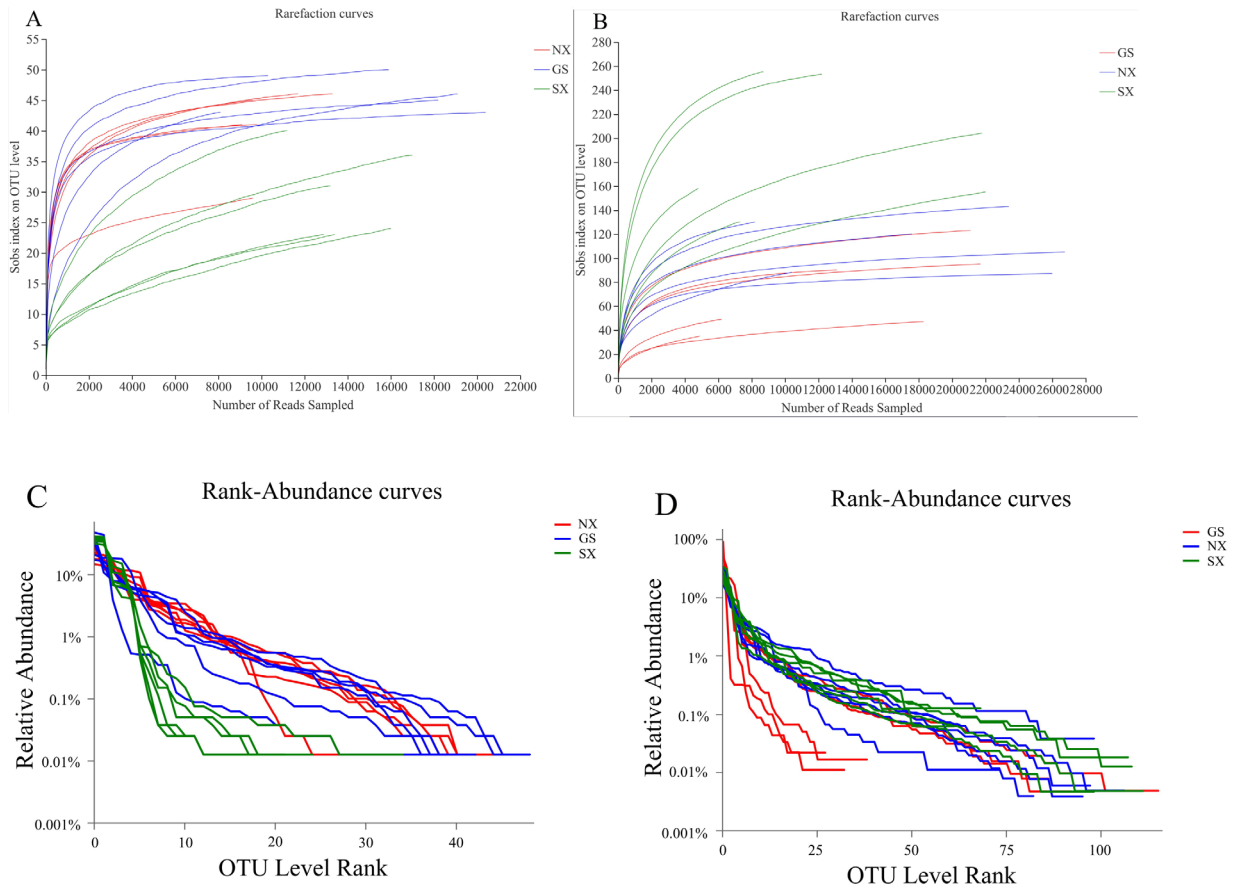 A
Rarefaction curves
NX
GS
SX
Sobs index on OTU level
55
50
45
40
35
30
25
20
15
10
5
0
0 2000 4000 6000 8000 10000 12000 14000 16000 18000 20000 22000
Number of Reads Sampled
B
Rarefaction curves
GS
NX
SX
Sobs index on OTU level
280
260
240
220
200
180
160
140
120
100
80
60
40
20
0
0 2000 4000 6000 8000 10000 12000 14000 16000 18000 20000 22000 24000 26000 28000
Number of Reads Sampled
C
Rank-Abundance curves
NX
GS
SX
Relative Abundance
10%
1%
0.1%
0.01%
0.001%
0 10 20 30 40
OTU Level Rank
D
Rank-Abundance curves
GS
NX
SX
Relative Abundance
100%
10%
1%
0.1%
0.01%
0.001%
0 25 50 75 100
OTU Level Rank